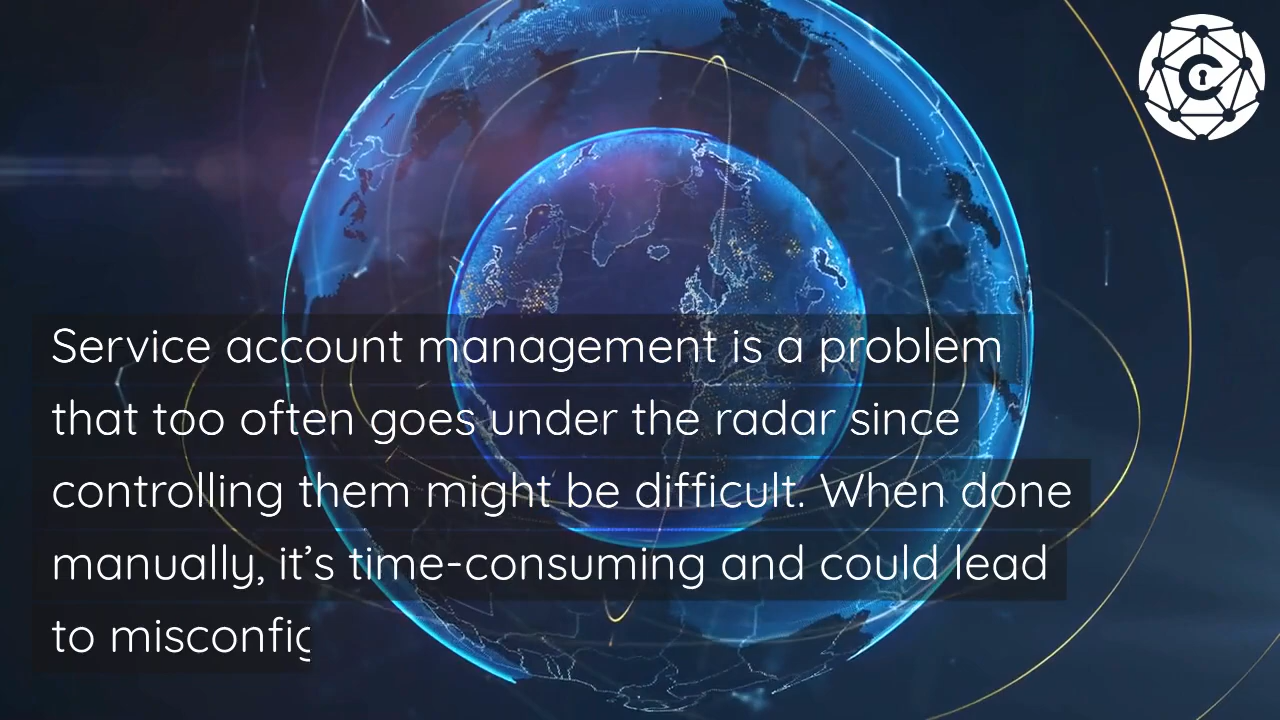 Service account management is a problem
that too often goes under the radar since
controlling them might be difficult. When done
manually, it’s time-consuming and could lead
to misconfig